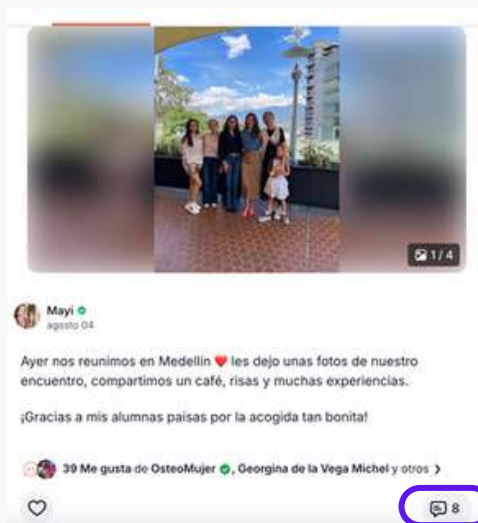 1/4
Mayi
agosto 04
Ayer nos reunimos en Medellín ❤️ les dejo unas fotos de nuestro
encuentro, compartimos un café, risas y muchas experiencias.
¡Gracias a mis alumnas paisas por la acogida tan bonita!
39 Me gusta de OsteoMujer, Georgina de la Vega Michel y otros >
8